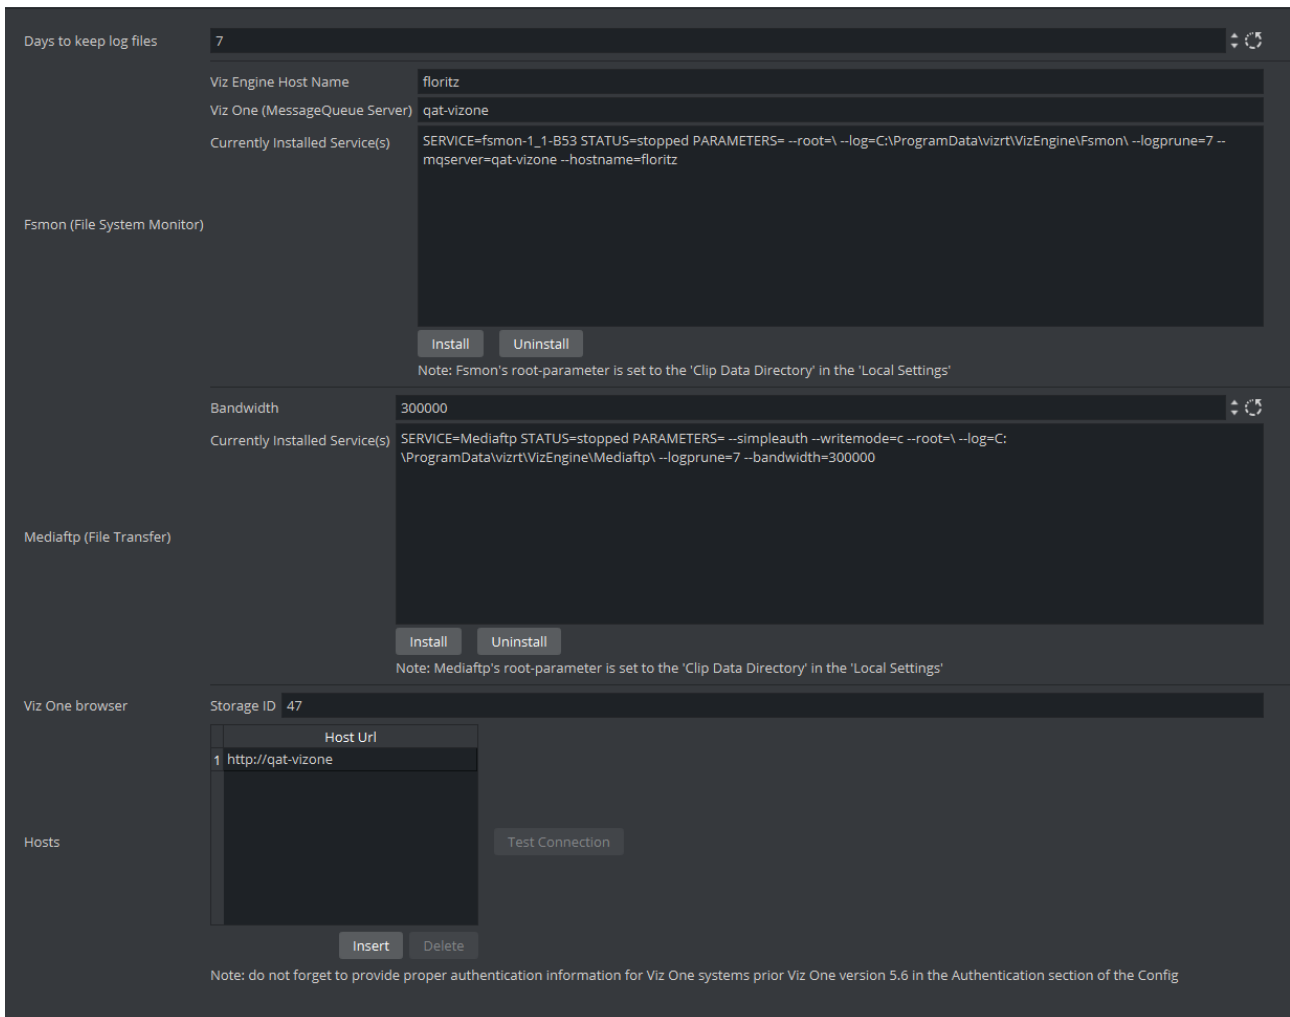 Days to keep log files 7
Viz Engine Host Name floritz
Viz One (MessageQueue Server) qat-vizone
Currently Installed Service(s) SERVICE=fsmon-1_1-B53 STATUS=stopped PARAMETERS= --root=\ --log=C:\ProgramData\vizrt\VizEngine\Fsmon\ --logprune=7 --
mqserver=qat-vizone --hostname=floritz
Fsmon (File System Monitor)
Install Uninstall
Note: Fsmon's root-parameter is set to the 'Clip Data Directory' in the 'Local Settings'
Bandwidth 300000
Currently Installed Service(s) SERVICE=Mediaftp STATUS=stopped PARAMETERS= --simpleauth --writemode=c --root=\ --log=C:
\ProgramData\vizrt\VizEngine\Mediaftp\ --logprune=7 --bandwidth=300000
Mediaftp (File Transfer)
Install Uninstall
Note: Mediaftp's root-parameter is set to the 'Clip Data Directory' in the 'Local Settings'
Viz One browser Storage ID 47
Host Url
1 http://qat-vizone
Hosts Test Connection
Insert Delete
Note: do not forget to provide proper authentication information for Viz One systems prior Viz One version 5.6 in the Authentication section of the Config